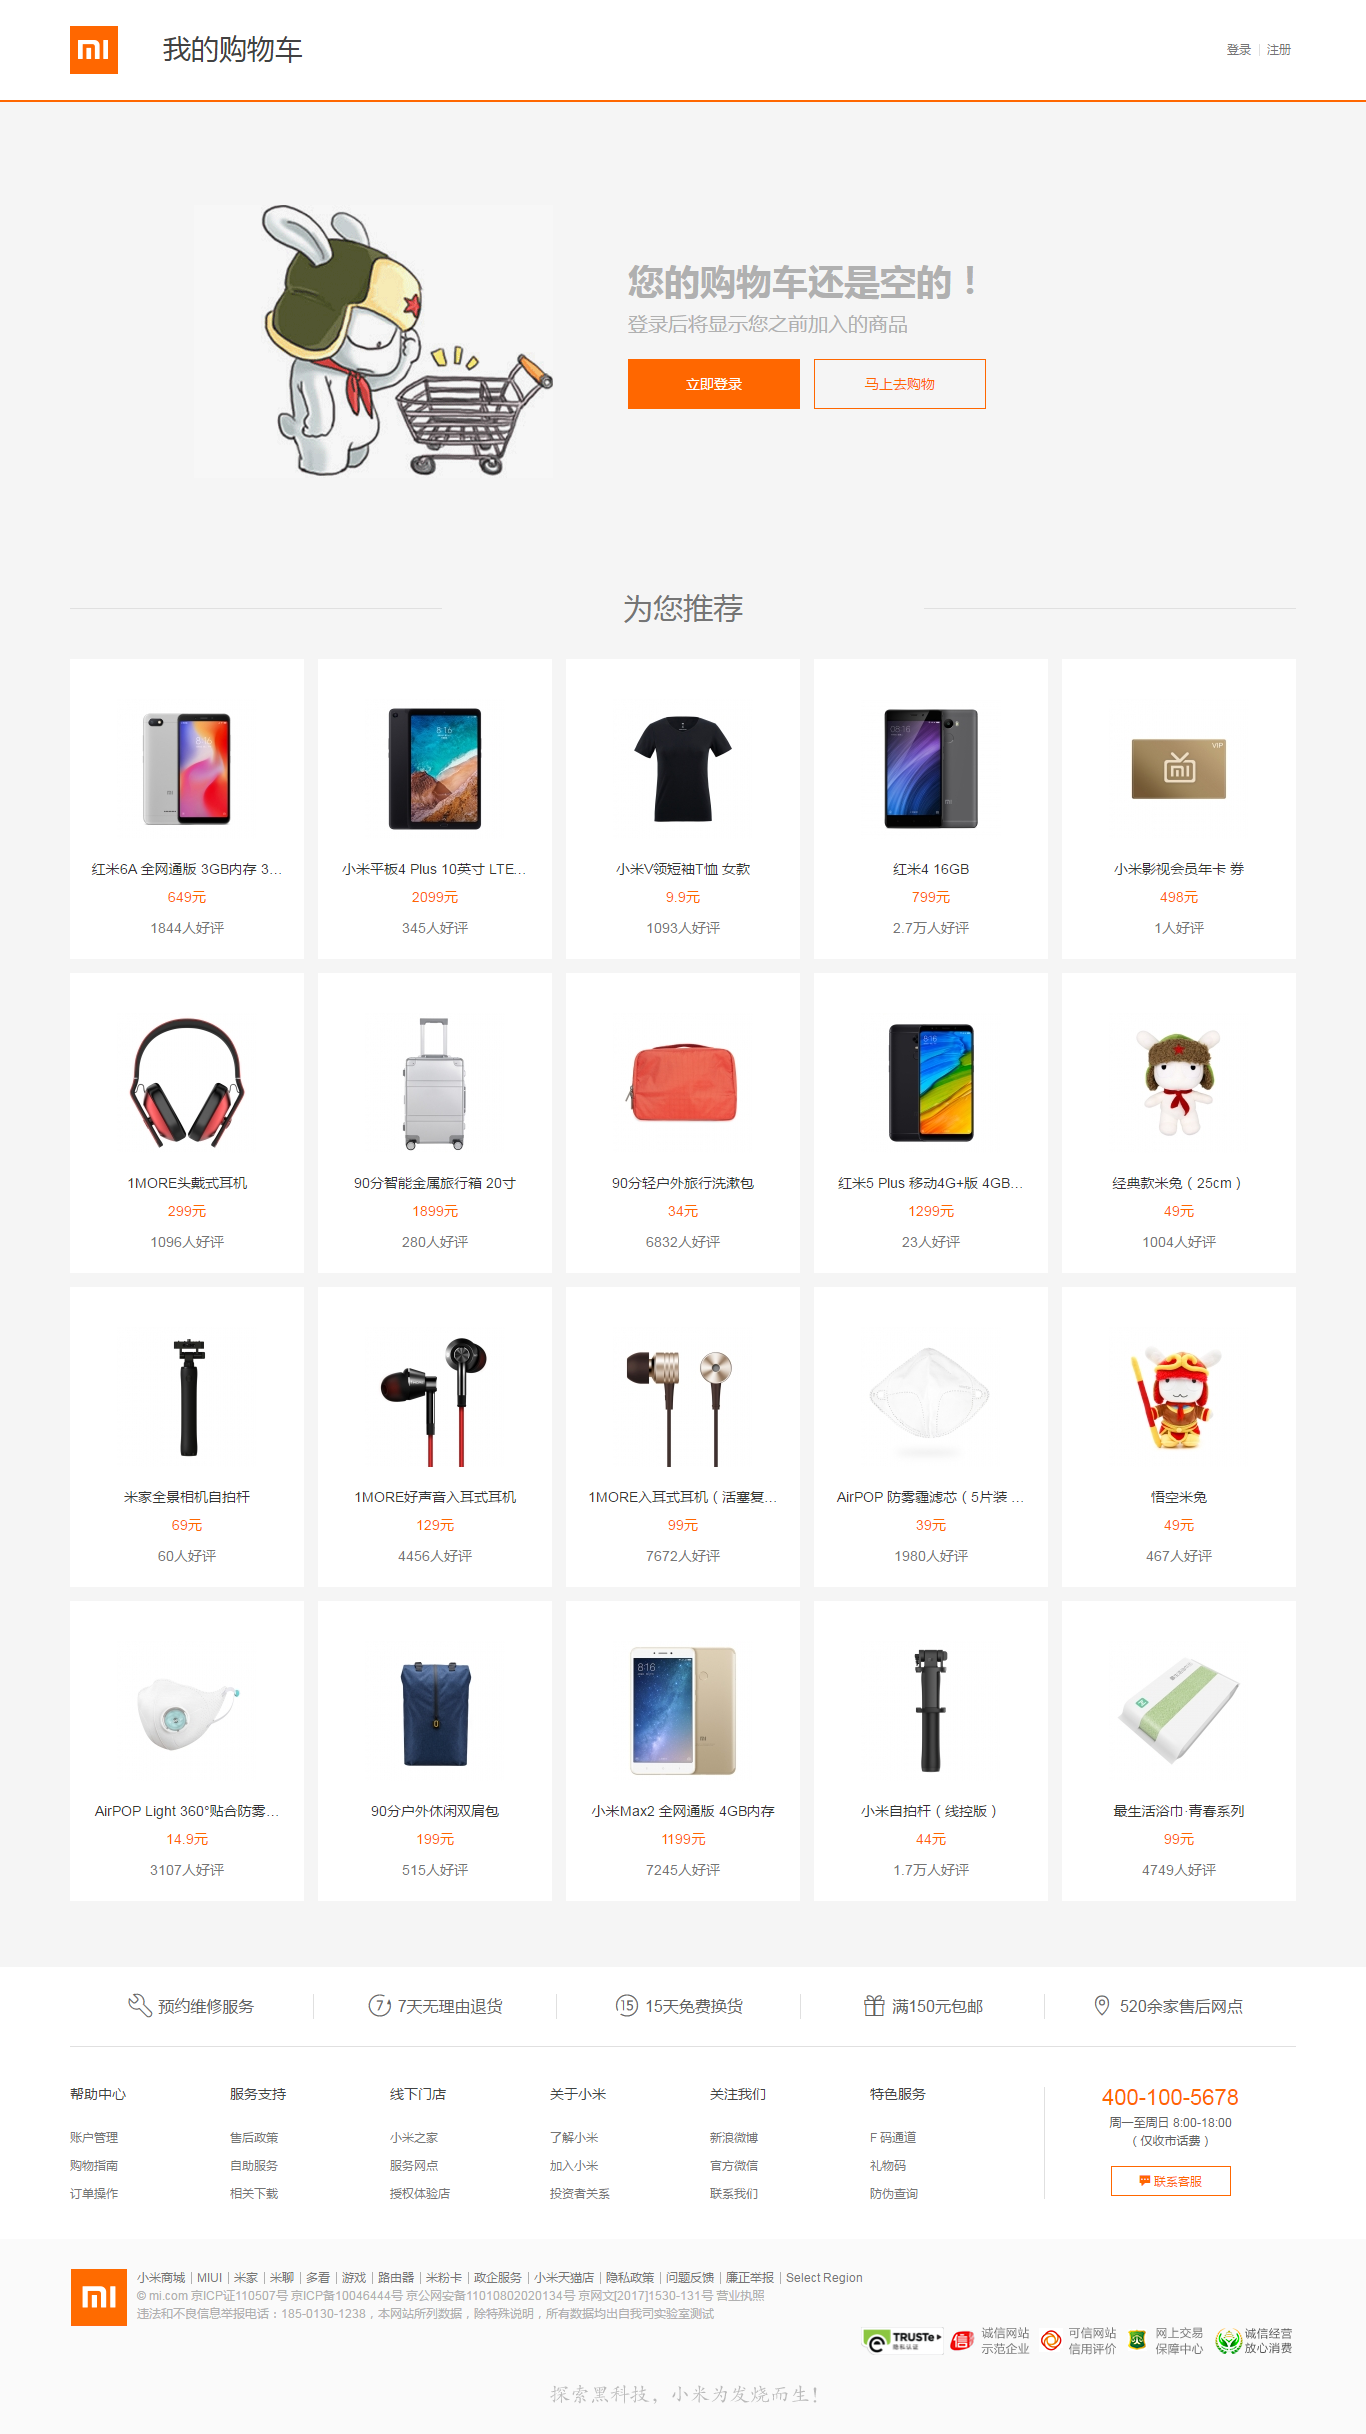 我的购物车
登录 | 注册
您的购物车还是空的！
登录后将显示您之前加入的商品
立即登录 马上去购物
为您推荐
红米6A 全网通版 3GB内存 3... 小米平板4 Plus 10英寸 LTE... 小米V领短袖T恤 女款 红米4 16GB 小米影视会员年卡 券
649元 2099元 9.9元 799元 498元
1844人好评 345人好评 1093人好评 2.7万人好评 1人好评
1MORE头戴式耳机 90分智能金属旅行箱 20寸 90分轻户外旅行洗漱包 红米5 Plus 移动4G+版 4GB... 经典款米兔（25cm）
299元 1899元 34元 1299元 49元
1096人好评 280人好评 6832人好评 23人好评 1004人好评
米家全景相机自拍杆 1MORE好声音入耳式耳机 1MORE入耳式耳机（活塞复... AirPOP 防雾霾滤芯（5片装 ... 悟空米兔
69元 129元 99元 39元 49元
60人好评 4456人好评 7672人好评 1980人好评 467人好评
AirPOP Light 360°贴合防雾... 90分户外休闲双肩包 小米Max2 全网通版 4GB内存 小米自拍杆（线控版） 最生活浴巾·青春系列
14.9元 199元 1199元 44元 99元
3107人好评 515人好评 7245人好评 1.7万人好评 4749人好评
预约维修服务 7天无理由退货 15天免费换货 满150元包邮 520余家售后网点
帮助中心 服务支持 线下门店 关于小米 关注我们 特色服务
账户管理 售后政策 小米之家 了解小米 新浪微博 F 码通道
购物指南 自助服务 服务网点 加入小米 官方微信 礼物码
订单操作 相关下载 授权体验店 投资者关系 联系我们 防伪查询
400-100-5678
周一至周日 8:00-18:00
（仅收市话费）
联系客服
小米商城 | MIUI | 米家 | 米聊 | 多看 | 游戏 | 路由器 | 米粉卡 | 政企服务 | 小米天猫店 | 隐私政策 | 问题反馈 | 廉正举报 | Select Region
© mi.com 京ICP证110507号 京ICP备10046444号 京公网安备11010802020134号 京网文[2017]1530-131号 营业执照
违法和不良信息举报电话：185-0130-1238，本网站所列数据，除特殊说明，所有数据均出自我司实验室测试
TRUSTe 诚信网站 可信网站 网上交易 诚信经营
隐私认证 示范企业 信用评价 保障中心 放心消费
探索黑科技，小米为发烧而生！